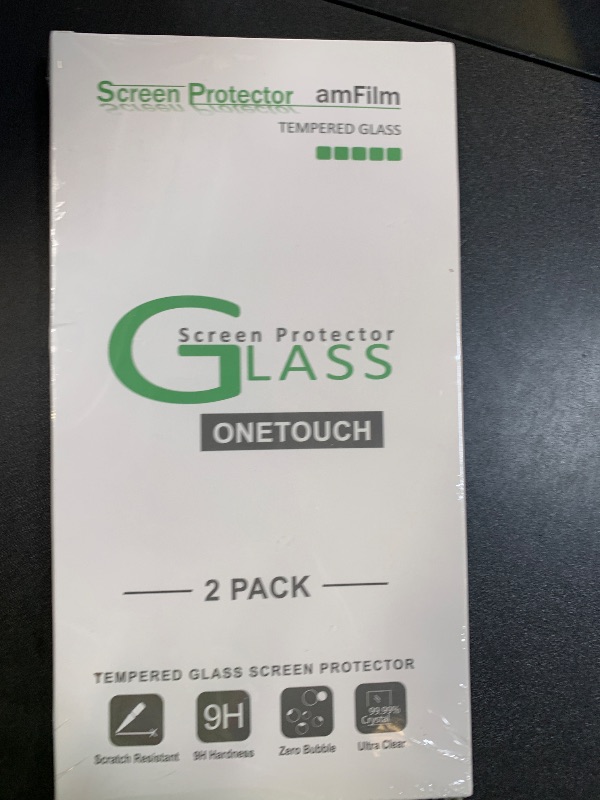 Screen Protector amFilm
TEMPERED GLASS
Screen Protector
GLASS
ONETOUCH
2 PACK
TEMPERED GLASS SCREEN PROTECTOR
9H
99.99%
Crystal
Scratch Resistant 9H Hardness Zero Bubble Ultra Clear